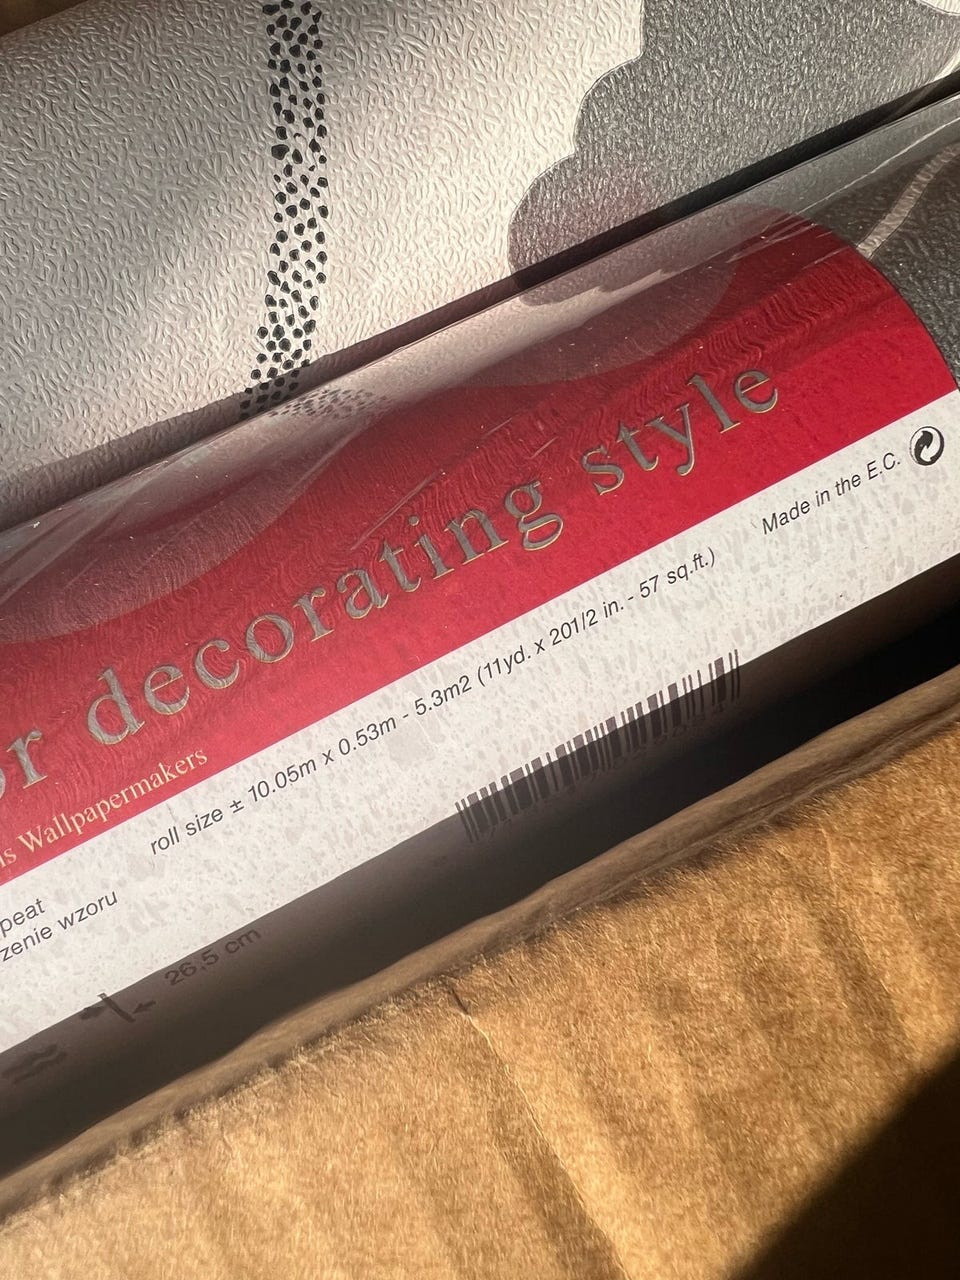 decorating style
Wallpapermakers
roll size ± 10.05m x 0.53m - 5.3m2 (11yd. x 201/2 in. - 57 sq.ft.)
Made in the E.C.
peat
zenie wzoru
26,5 cm